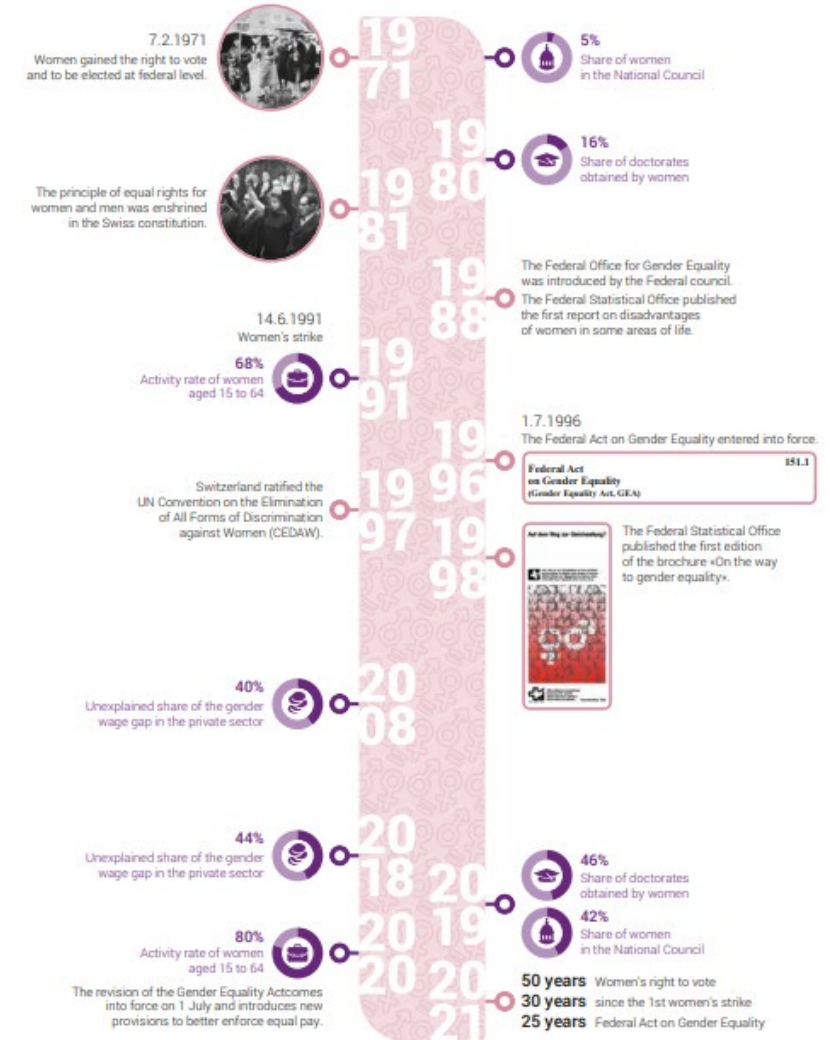 7.2.1971
Women gained the right to vote
and to be elected at federal level.
19
71
5%
Share of women
in the National Council
19
80
16%
Share of doctorates
obtained by women
The principle of equal rights for
women and men was enshrined
in the Swiss constitution.
19
81
19
88
The Federal Office for Gender Equality
was introduced by the Federal council.
The Federal Statistical Office published
the first report on disadvantages
of women in some areas of life.
14.6.1991
Women's strike
68%
Activity rate of women
aged 15 to 64
19
91
19
96
1.7.1996
The Federal Act on Gender Equality entered into force.
151.1
Federal Act
on Gender Equality
(Gender Equality Act, GEA)
Switzerland ratified the
UN Convention on the Elimination
of All Forms of Discrimination
against Women (CEDAW).
19
97
19
98
Auf dem Weg zur Gleichstellung?
The Federal Statistical Office
published the first edition
of the brochure «On the way
to gender equality».
40%
Unexplained share of the gender
wage gap in the private sector
20
08
44%
Unexplained share of the gender
wage gap in the private sector
20
18
20
19
46%
Share of doctorates
obtained by women
42%
Share of women
in the National Council
80%
Activity rate of women
aged 15 to 64
The revision of the Gender Equality Actcomes
into force on 1 July and introduces new
provisions to better enforce equal pay.
20
20
20
21
50 years Women's right to vote
30 years since the 1st women's strike
25 years Federal Act on Gender Equality